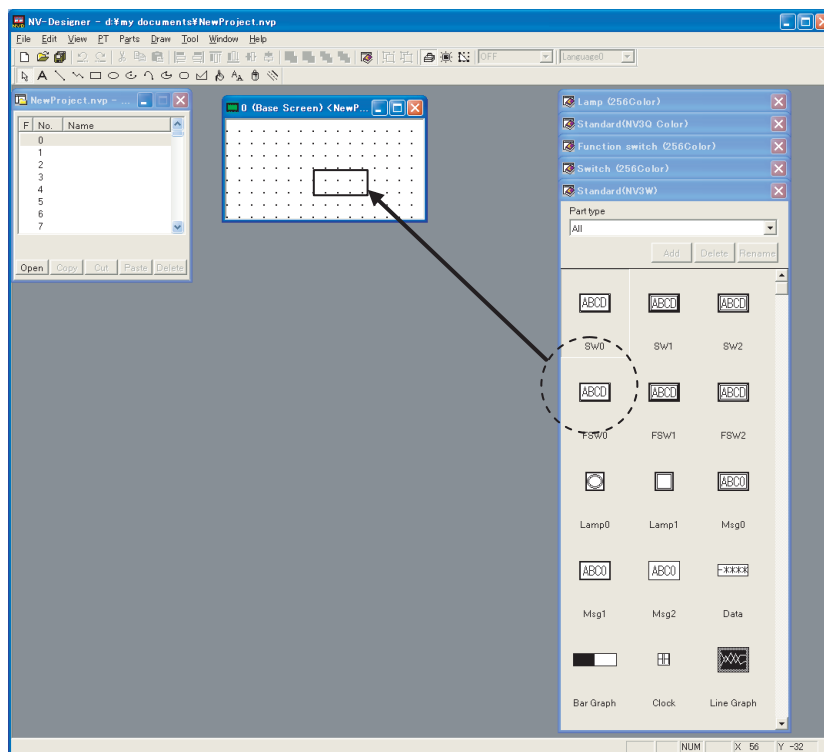 NV-Designer - d:¥my documents¥NewProject.nvp
File Edit View PT Parts Draw Tool Window Help
OFF
Language0
NewProject.nvp - ...
F No. Name
0
1
2
3
4
5
6
7
Open Copy Cut Paste Delete
0 (Base Screen) <NewP...
Lamp (256Color)
Standard(NV3Q Color)
Function switch (256Color)
Switch (256Color)
Standard(NV3W)
Part type
All
Add Delete Rename
ABCD ABCD ABCD
SW0 SW1 SW2
ABCD ABCD ABCD
FSW0 FSW1 FSW2
ABCD
Lamp0 Lamp1 Msg0
ABCD ABCD -****
Msg1 Msg2 Data
Bar Graph Clock Line Graph
NUM X 56 Y -32